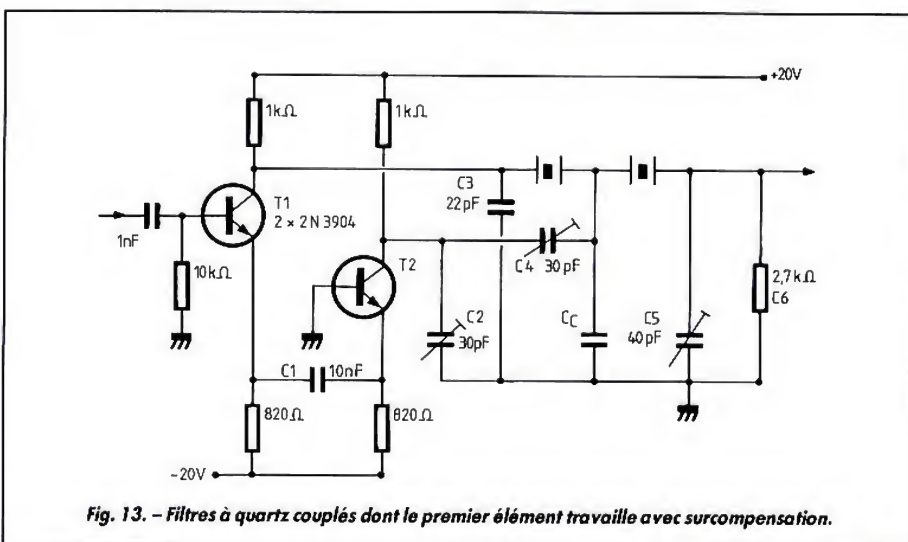 +20V
1kΩ
1kΩ
C3
22pF
T1
2 × 2N 3904
1nF
T2
C4 30pF
10kΩ
2,7kΩ
C6
C2
30pF
CC
C5
40pF
C1 10nF
820Ω
820Ω
-20V
Fig. 13. – Filtres à quartz couplés dont le premier élément travaille avec surcompensation.